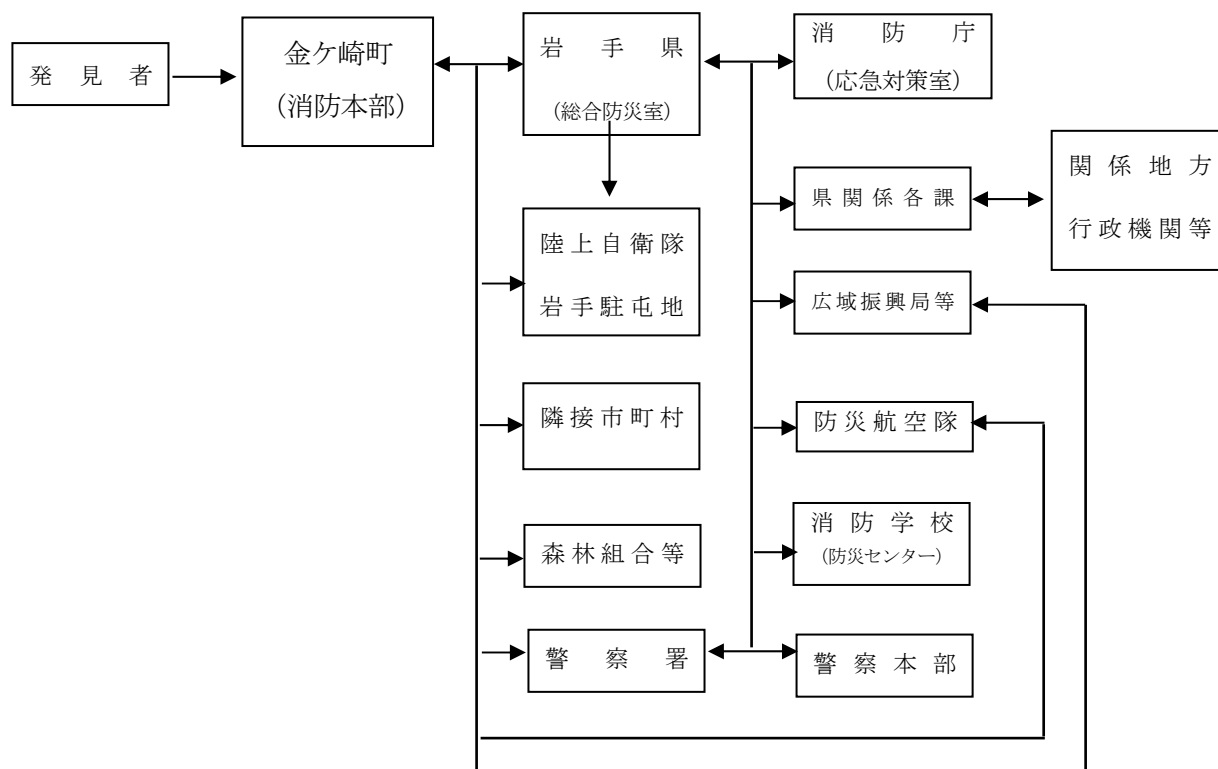 発見者
金ケ崎町
（消防本部）
岩手県
（総合防災室）
消防庁
（応急対策室）
陸上自衛隊
岩手駐屯地
隣接市町村
森林組合等
警察署
県関係各課
広域振興局等
防災航空隊
消防学校
（防災センター）
警察本部
関係地方
行政機関等